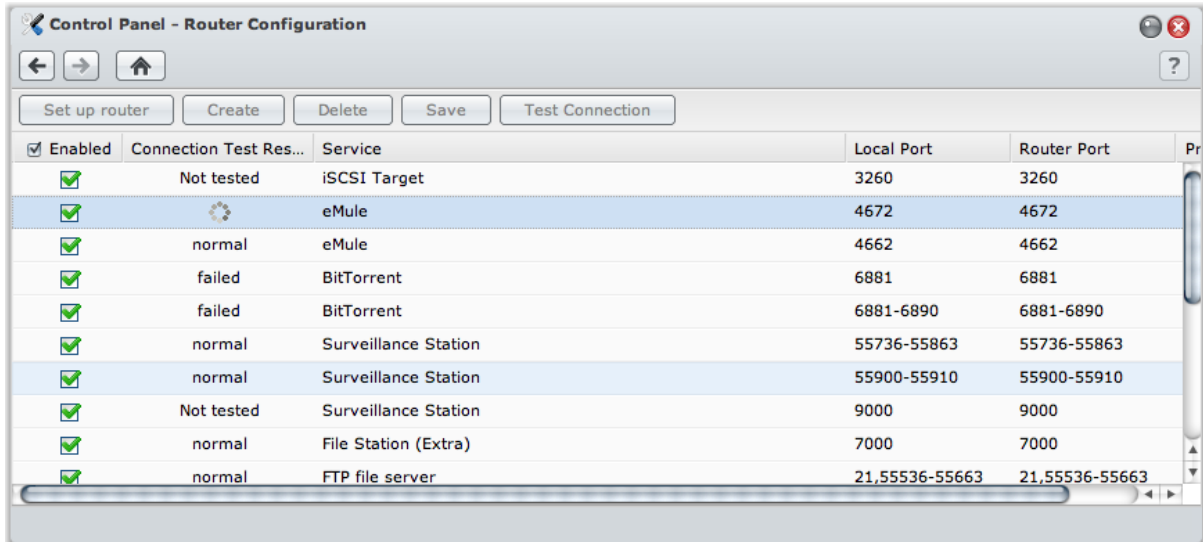 Control Panel - Router Configuration
?
Set up router Create Delete Save Test Connection
Enabled Connection Test Res... Service Local Port Router Port Pr
Not tested iSCSI Target 3260 3260
eMule 4672 4672
normal eMule 4662 4662
failed BitTorrent 6881 6881
failed BitTorrent 6881-6890 6881-6890
normal Surveillance Station 55736-55863 55736-55863
normal Surveillance Station 55900-55910 55900-55910
Not tested Surveillance Station 9000 9000
normal File Station (Extra) 7000 7000
normal FTP file server 21,55536-55663 21,55536-55663